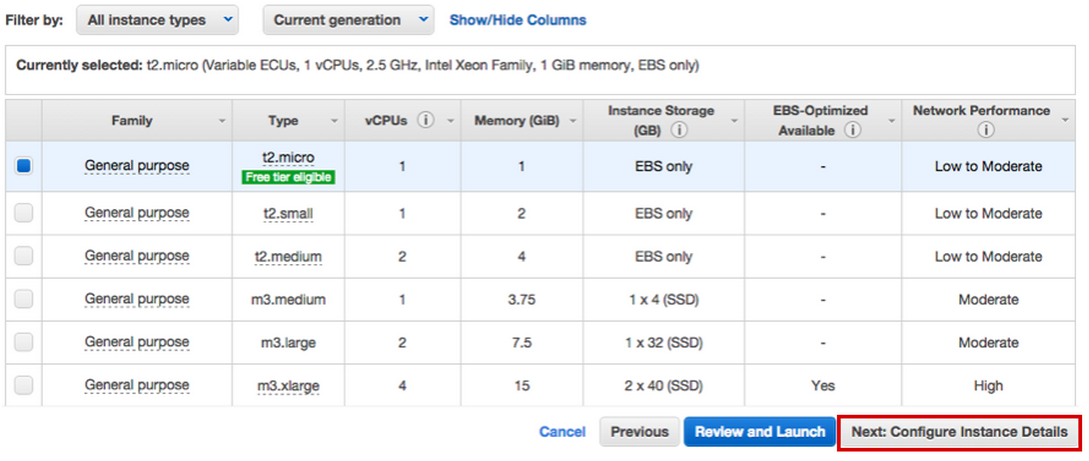 Filter by: All instance types Current generation Show/Hide Columns
Currently selected: t2.micro (Variable ECUs, 1 vCPUs, 2.5 GHz, Intel Xeon Family, 1 GiB memory, EBS only)
Family Type vCPUs i Memory (GiB) Instance Storage (GB) i EBS-Optimized Available i Network Performance i
General purpose t2.micro Free tier eligible 1 1 EBS only - Low to Moderate
General purpose t2.small 1 2 EBS only - Low to Moderate
General purpose t2.medium 2 4 EBS only - Low to Moderate
General purpose m3.medium 1 3.75 1 x 4 (SSD) - Moderate
General purpose m3.large 2 7.5 1 x 32 (SSD) - Moderate
General purpose m3.xlarge 4 15 2 x 40 (SSD) Yes High
Cancel Previous Review and Launch Next: Configure Instance Details